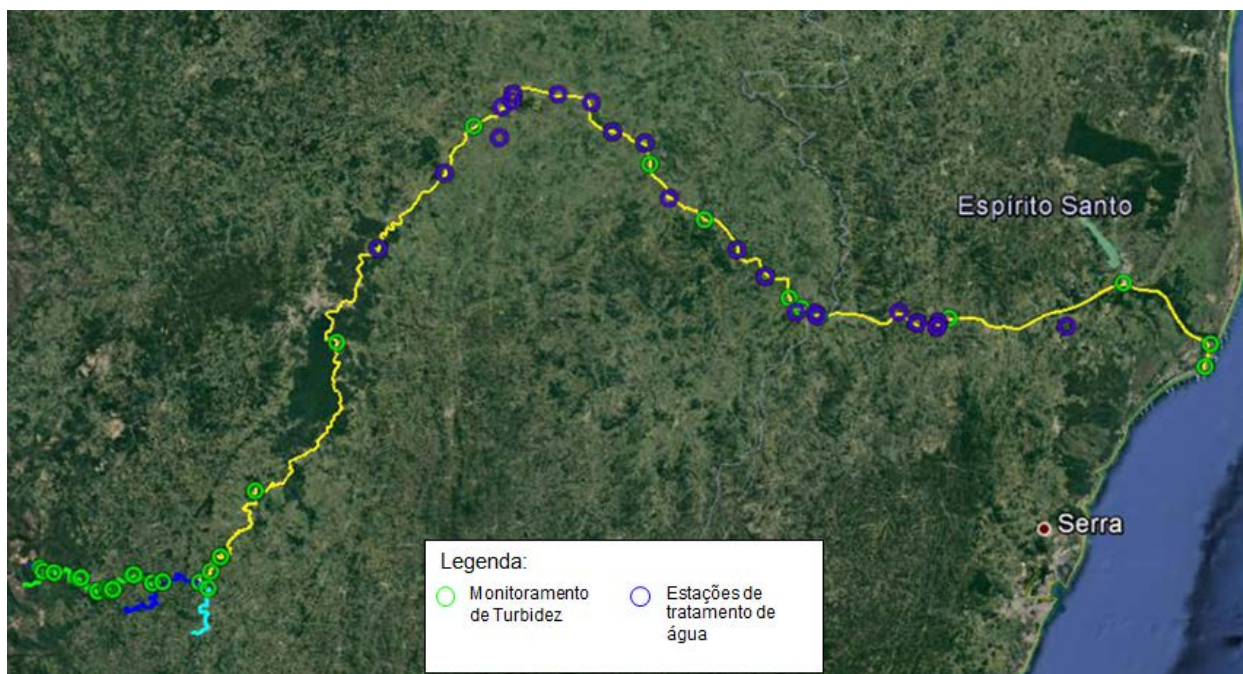 Espírito Santo
Serra
Legenda:
Monitoramento
de Turbidez
Estações de
tratamento de
água